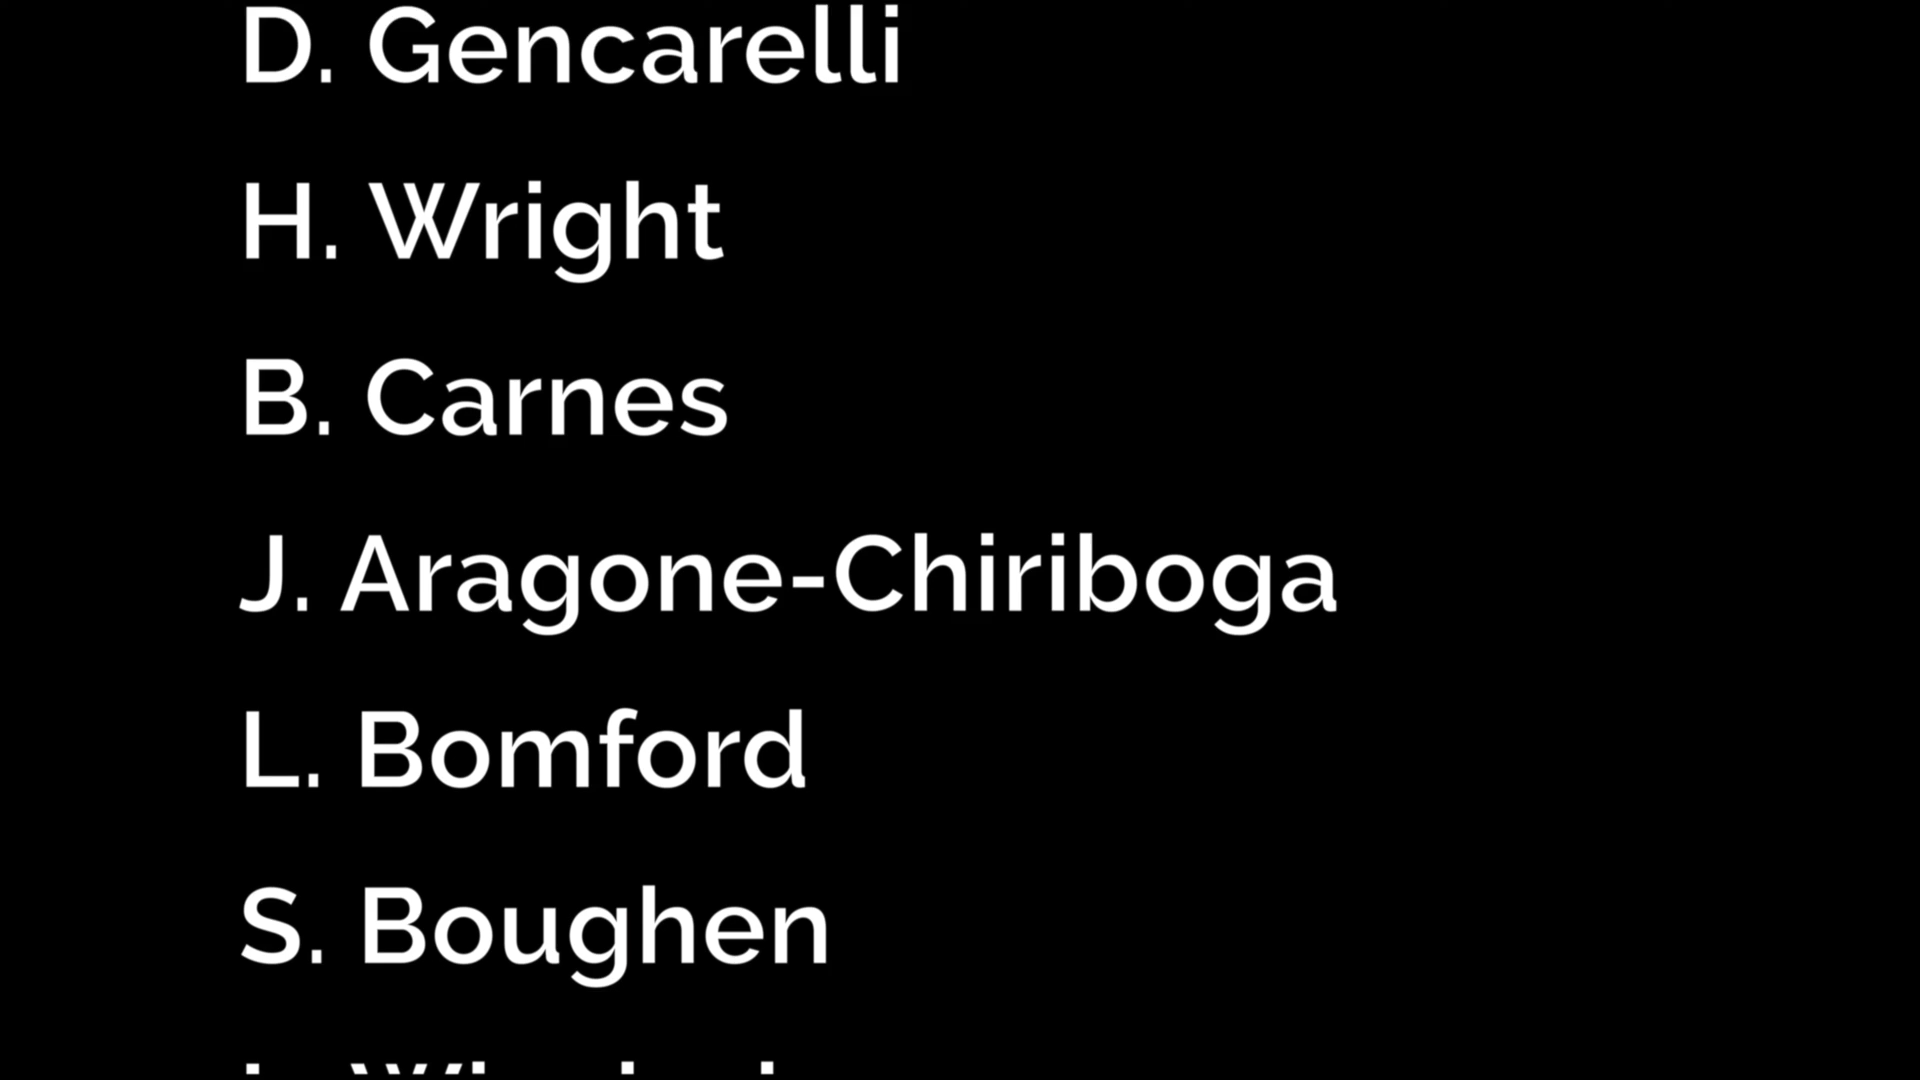 D. Gencarelli
H. Wright
B. Carnes
J. Aragone-Chiriboga
L. Bomford
S. Boughen